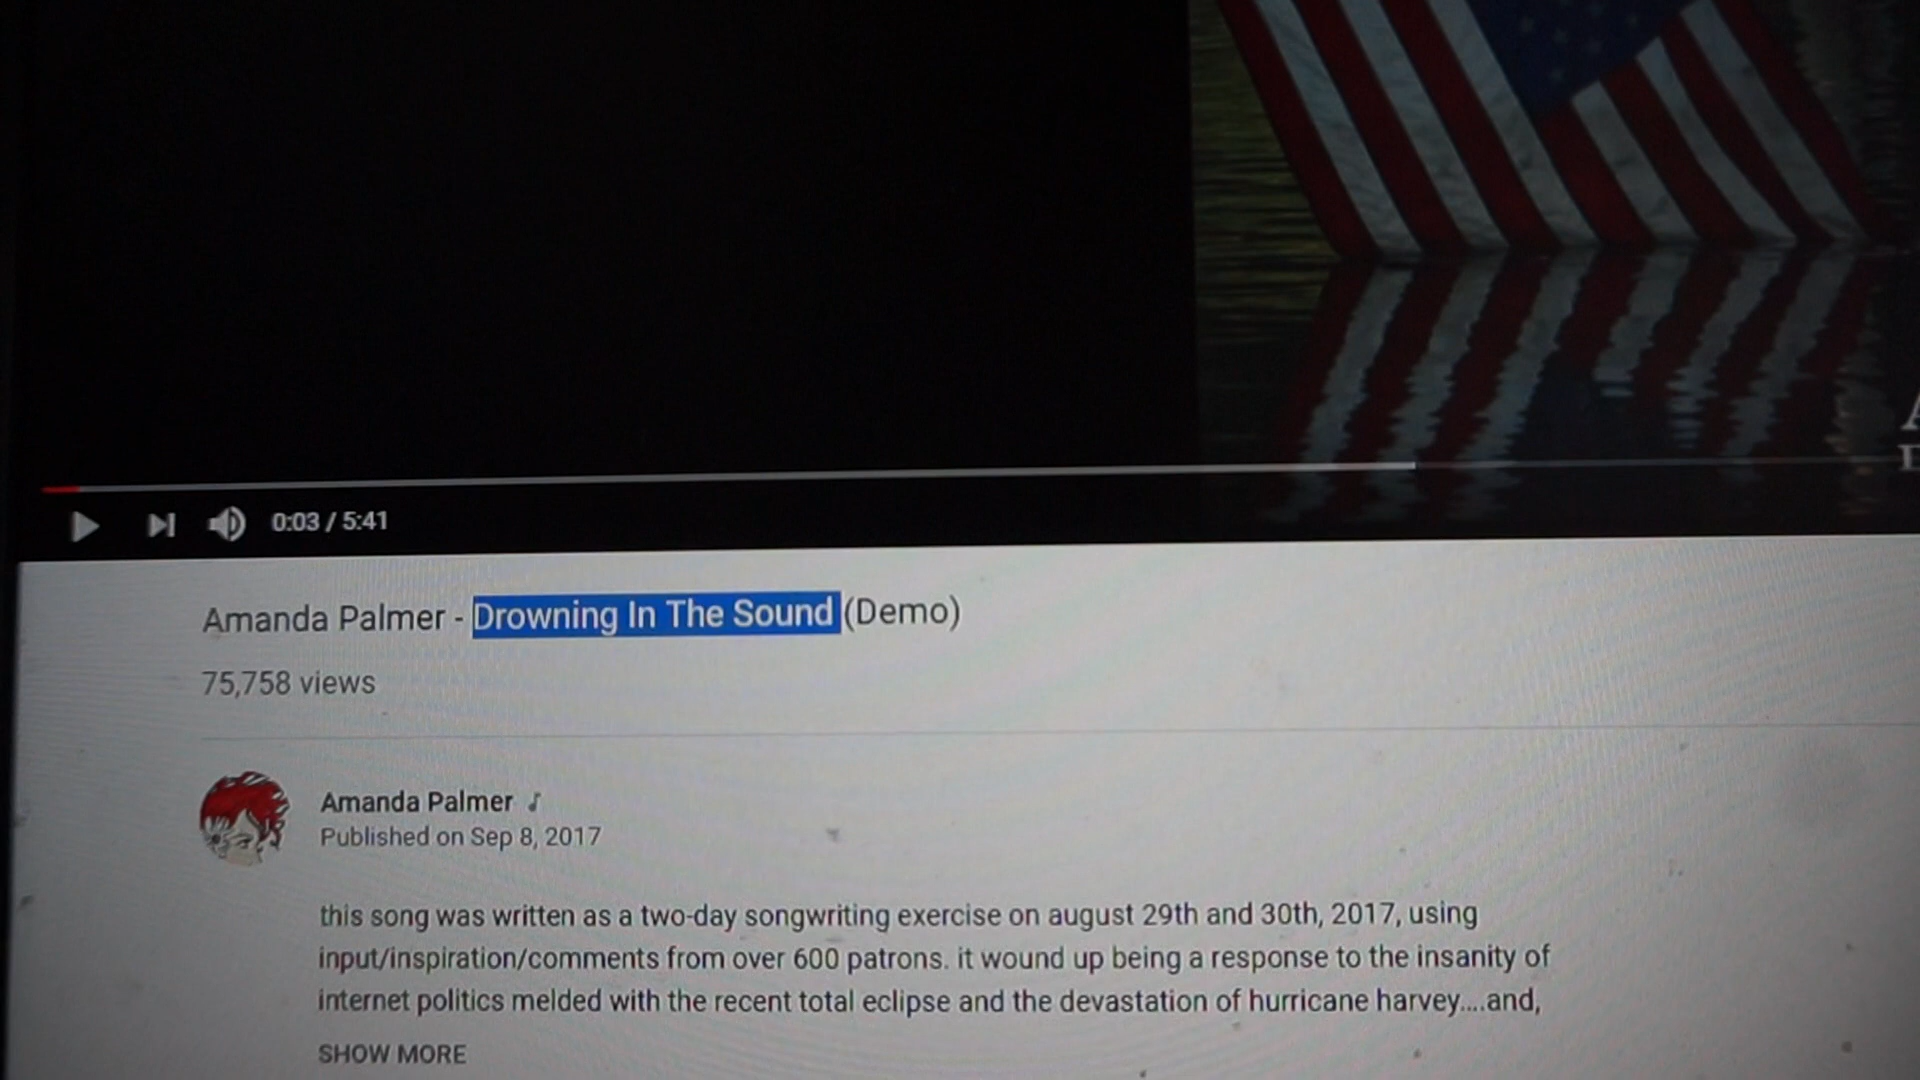 0:03 / 5:41
Amanda Palmer - Drowning In The Sound (Demo)
75,758 views
Amanda Palmer
Published on Sep 8, 2017
this song was written as a two-day songwriting exercise on august 29th and 30th, 2017, using
input/inspiration/comments from over 600 patrons. it wound up being a response to the insanity of
internet politics melded with the recent total eclipse and the devastation of hurricane harvey....and,
SHOW MORE